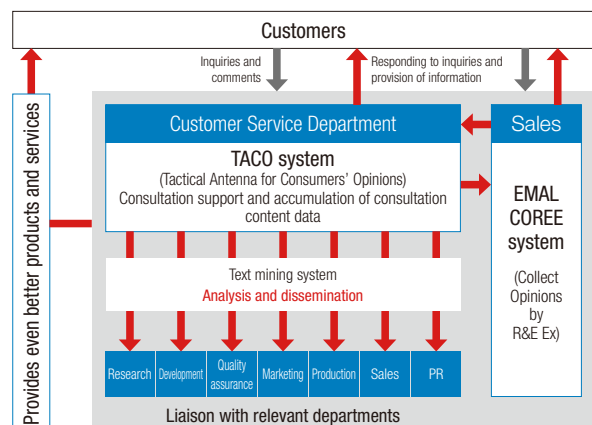 Customers
Inquiries and
comments
Responding to inquiries and
provision of information
Provides even better products and services
Customer Service Department
TACO system
(Tactical Antenna for Consumers' Opinions)
Consultation support and accumulation of consultation
content data
Sales
EMAL
COREE
system
(Collect
Opinions
by
R&E Ex)
Text mining system
Analysis and dissemination
Research
Development
Quality
assurance
Marketing
Production
Sales
PR
Liaison with relevant departments